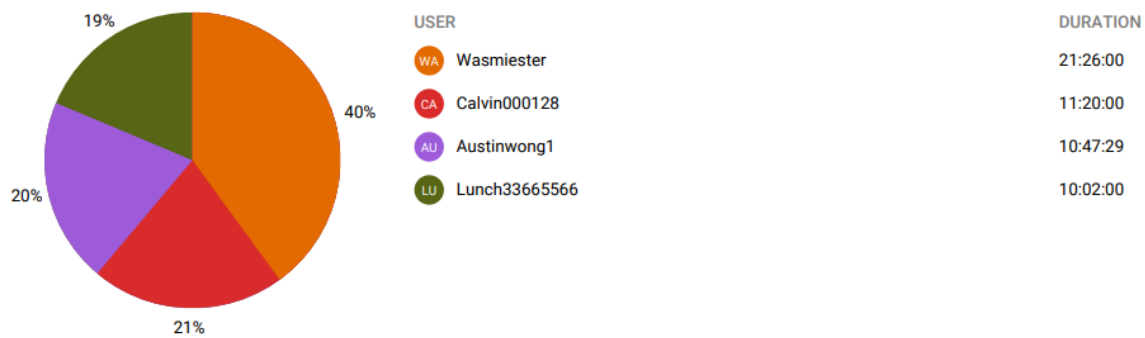 19%
40%
20%
21%
USER DURATION
WA Wasmiester 21:26:00
CA Calvin000128 11:20:00
AU Austinwong1 10:47:29
LU Lunch33665566 10:02:00